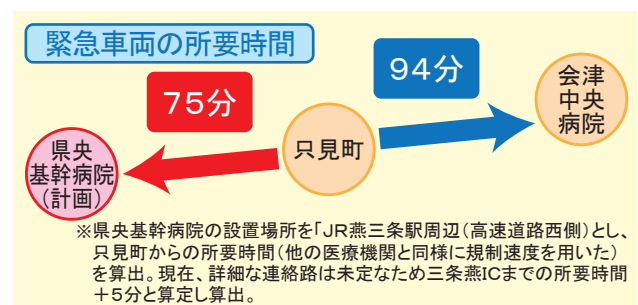 緊急車両の所要時間
75分
94分
会津
中央
病院
只見町
県央
基幹病院
(計画)
※県央基幹病院の設置場所を「JR燕三条駅周辺(高速道路西側)とし、
只見町からの所要時間(他の医療機関と同様に規制速度を用いた)
を算出。現在、詳細な連絡路は未定なため三条燕ICまでの所要時間
+5分と算定し算出。